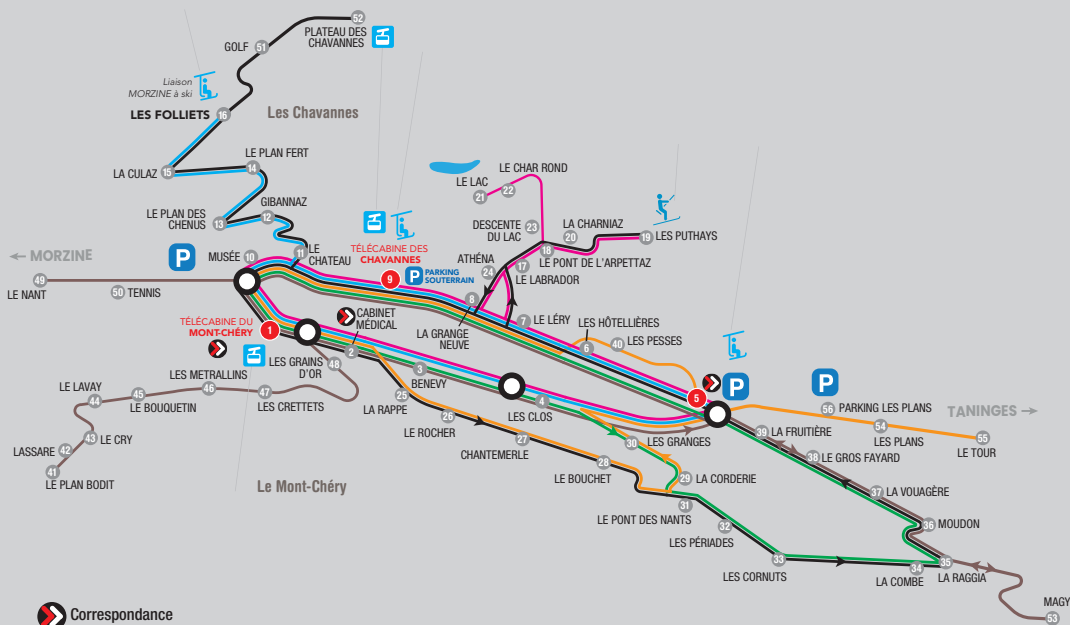 52
PLATEAU DES
CHAVANNES
GOLF
51
Liaison
MORZINE à ski
LES FOLLIETS
16
Les Chavannes
LE PLAN FERT
14
LA CULAZ
15
GIBANNAZ
12
LE PLAN DES
CHENUS
13
LE CHAR ROND
22
LE LAC
21
DESCENTE
DU LAC
23
LA CHARNIAZ
20
19
LES PUTHAYS
18
LE PONT DE L'ARPETTAZ
17
LE LABRADOR
ATHÉNA
24
← MORZINE
P
MUSÉE
10
11
LE
CHATEAU
TÉLÉCABINE DES
CHAVANNES
9
P
PARKING
SOUTERRAIN
49
LE NANT
50
TENNIS
8
LA GRANGE
NEUVE
7
LE LÉRY
LES HÔTELLIÈRES
6
40
LES PESSES
TÉLÉCABINE DU
MONT-CHÉRY
1
CABINET
MÉDICAL
2
LES GRAINS
D'OR
48
3
BENEVY
4
LES CLOS
5
P
P
56
PARKING LES PLANS
TANINGES →
54
LES PLANS
55
LE TOUR
LES METRALLINS
46
47
LES CRETTETS
LE LAVAY
44
45
LE BOUQUETIN
43
LE CRY
LASSARE
42
41
LE PLAN BODIT
25
LA RAPPE
26
LE ROCHER
27
CHANTEMERLE
28
LE BOUCHET
30
LES GRANGES
29
LA CORDERIE
31
LE PONT DES NANTS
32
LES PÉRIADES
33
LES CORNUTS
34
LA COMBE
35
LA RAGGIA
36
MOUDON
37
LA VOUAGÈRE
38
LE GROS FAYARD
39
LA FRUITIÈRE
Le Mont-Chéry
MAGY
53
Correspondance